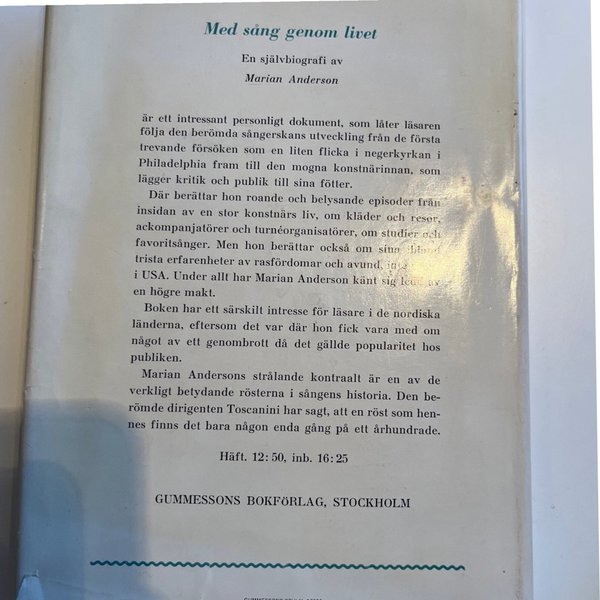 Med sång genom livet
En självbiografi av
Marian Anderson
är ett intressant personligt dokument, som låter läsaren
följa den berömda sångerskans utveckling från de första
trevande försöken som en liten flicka i negerkyrkan i
Philadelphia fram till den mogna konstnärinnan, som
lägger kritik och publik till sina fötter.
Där berättar hon roande och belysande episoder från
insidan av en stor konstnärs liv, om kläder och resor,
ackompanjatörer och turnéorganisatörer, om studier och
favoritsånger. Men hon berättar också om sina
trista erfarenheter av rasfördomar och avund,
i USA. Under allt har Marian Anderson känt sig av
en högre makt.
Boken har ett särskilt intresse för läsare i de nordiska
länderna, eftersom det var där hon fick vara med om
något av ett genombrott då det gällde popularitet hos
publiken.
Marian Andersons strålande kontraalt är en av de
verkligt betydande rösterna i sångens historia. Den be-
römde dirigenten Toscanini har sagt, att en röst som hen-
nes finns det bara någon enda gång på ett århundrade.
Häft. 12:50, inb. 16:25
GUMMESSONS BOKFÖRLAG, STOCKHOLM